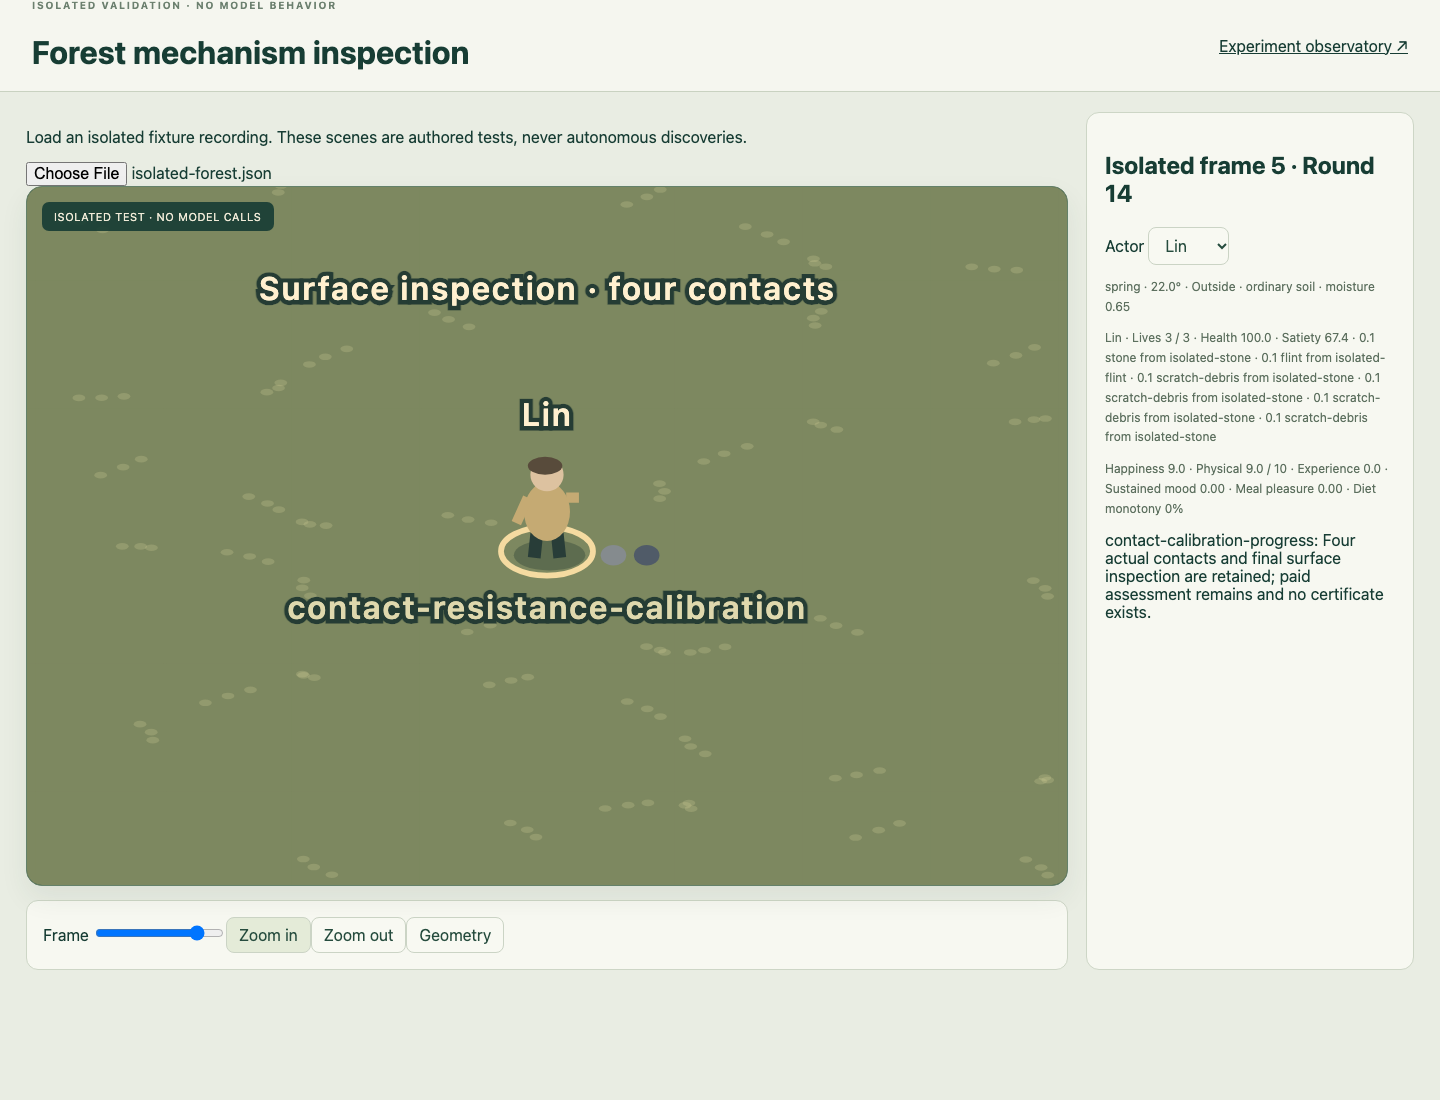 ISOLATED VALIDATION · NO MODEL BEHAVIOR
Forest mechanism inspection
Experiment observatory ↗
Load an isolated fixture recording. These scenes are authored tests, never autonomous discoveries.
Choose File isolated-forest.json
ISOLATED TEST · NO MODEL CALLS
Surface inspection · four contacts
Lin
contact-resistance-calibration
Frame
Zoom in
Zoom out
Geometry
Isolated frame 5 · Round
14
Actor Lin
spring · 22.0° · Outside · ordinary soil · moisture
0.65
Lin · Lives 3 / 3 · Health 100.0 · Satiety 67.4 · 0.1
stone from isolated-stone · 0.1 flint from isolated-
flint · 0.1 scratch-debris from isolated-stone · 0.1
scratch-debris from isolated-stone · 0.1 scratch-
debris from isolated-stone · 0.1 scratch-debris
from isolated-stone
Happiness 9.0 · Physical 9.0 / 10 · Experience 0.0 ·
Sustained mood 0.00 · Meal pleasure 0.00 · Diet
monotony 0%
contact-calibration-progress: Four
actual contacts and final surface
inspection are retained; paid
assessment remains and no certificate
exists.